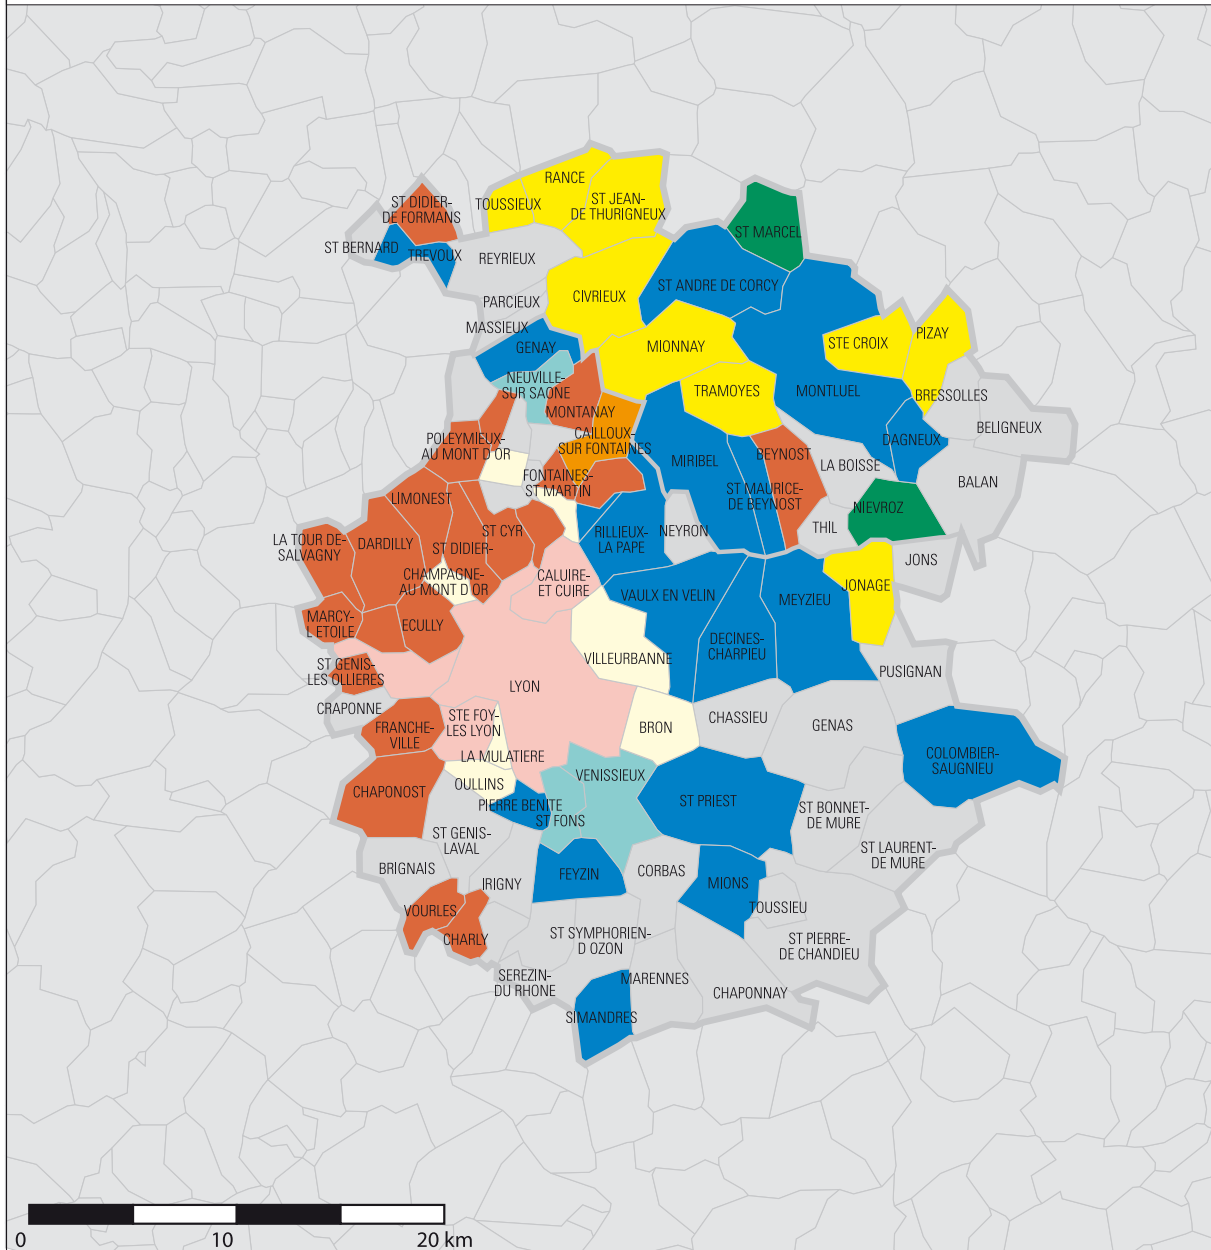 RANCE
TOUSSIEUX
ST JEAN-
DE THURIGNEUX
ST DIDIER-
DE FORMANS
ST MARCEL
ST BERNARD
TREVOUX
REYRIEUX
ST ANDRE DE CORCY
PARCIEUX
CIVRIEUX
MASSIEUX
GENAY
MIONNAY
STE CROIX
PIZAY
NEUVILLE-
SUR SAONE
TRAMOYES
MONTLUEL
BRESSOLLES
MONTANAY
BELIGNEUX
POLEYMIEUX-
AU MONT D OR
CAILLOUX-
SUR FONTAINES
DAGNEUX
MIRIBEL
BEYNOST
LA BOISSE
FONTAINES-
ST MARTIN
BALAN
LIMONEST
ST MAURICE-
DE BEYNOST
NIEVROZ
LA TOUR DE-
SALVAGNY
DARDILLY
ST CYR
ST DIDIER-
RILLIEUX-
LA PAPE
NEYRON
THIL
JONS
CHAMPAGNE-
AU MONT D OR
CALUIRE-
ET CUIRE
VAULX EN VELIN
MEYZIEU
JONAGE
MARCY-
L ETOILE
ECULLY
DECINES-
CHARPIEU
VILLEURBANNE
ST GENIS-
LES OLLIERES
PUSIGNAN
LYON
CRAPONNE
FRANCHE-
VILLE
STE FOY-
LES LYON
BRON
CHASSIEU
GENAS
LA MULATIERE
COLOMBIER-
SAUGNIEU
CHAPONOST
OULLINS
VENISSIEUX
PIERRE BENITE
ST FONS
ST PRIEST
ST BONNET-
DE MURE
ST GENIS-
LAVAL
ST LAURENT-
DE MURE
BRIGNAIS
IRIGNY
FEYZIN
CORBAS
MIONS
VOURLES
TOUSSIEU
CHARLY
ST SYMPHORIEN-
D OZON
ST PIERRE-
DE CHANDIEU
SEREZIN-
DU RHONE
MARENNES
CHAPONNAY
SIMANDRES
0 10 20 km